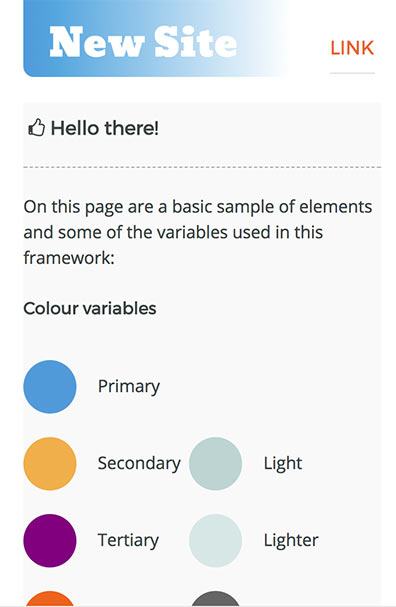 New Site
LINK
Hello there!
On this page are a basic sample of elements
and some of the variables used in this
framework:
Colour variables
Primary
Secondary
Light
Tertiary
Lighter